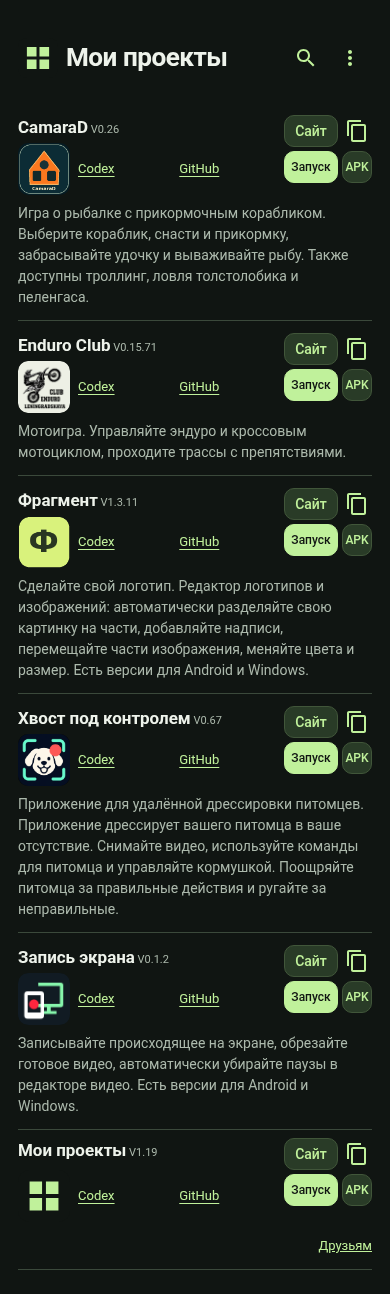 Мои проекты
CamaraD V0.26
Сайт
CamaraD
Codex
GitHub
Запуск
APK
Игра о рыбалке с прикормочным корабликом.
Выберите кораблик, снасти и прикормку,
забрасывайте удочку и вываживайте рыбу. Также
доступны троллинг, ловля толстолобика и
пеленгаса.
Enduro Club V0.15.71
Сайт
CLUB
ENDURO
LENINGRADSKAYA
Codex
GitHub
Запуск
APK
Мотоигра. Управляйте эндуро и кроссовым
мотоциклом, проходите трассы с препятствиями.
Фрагмент V1.3.11
Сайт
Ф
Codex
GitHub
Запуск
APK
Сделайте свой логотип. Редактор логотипов и
изображений: автоматически разделяйте свою
картинку на части, добавляйте надписи,
перемещайте части изображения, меняйте цвета и
размер. Есть версии для Android и Windows.
Хвост под контролем V0.67
Сайт
Codex
GitHub
Запуск
APK
Приложение для удалённой дрессировки питомцев.
Приложение дрессирует вашего питомца в ваше
отсутствие. Снимайте видео, используйте команды
для питомца и управляйте кормушкой. Поощряйте
питомца за правильные действия и ругайте за
неправильные.
Запись экрана V0.1.2
Сайт
Codex
GitHub
Запуск
APK
Записывайте происходящее на экране, обрезайте
готовое видео, автоматически убирайте паузы в
редакторе видео. Есть версии для Android и
Windows.
Мои проекты V1.19
Сайт
Codex
GitHub
Запуск
APK
Друзьям